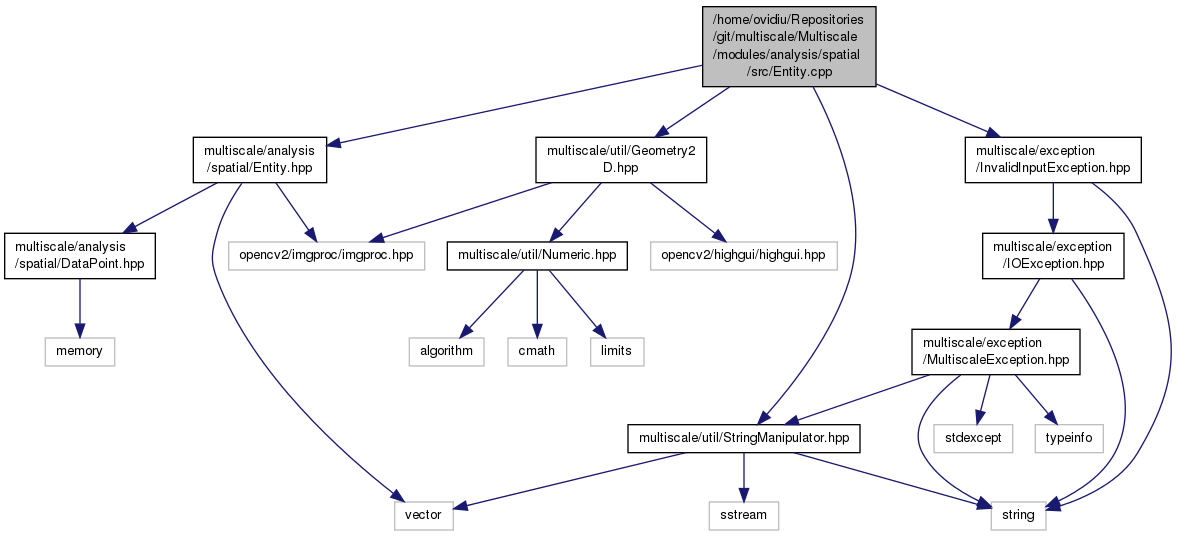 /home/ovidiu/Repositories
/git/multiscale/Multiscale
/modules/analysis/spatial
/src/Entity.cpp
multiscale/analysis
/spatial/Entity.hpp
multiscale/util/Geometry2
D.hpp
multiscale/exception
/InvalidInputException.hpp
multiscale/analysis
/spatial/DataPoint.hpp
opencv2/imgproc/imgproc.hpp
multiscale/util/Numeric.hpp
opencv2/highgui/highgui.hpp
multiscale/exception
/IOException.hpp
memory
algorithm
cmath
limits
multiscale/exception
/MultiscaleException.hpp
multiscale/util/StringManipulator.hpp
stdexcept
typeinfo
vector
sstream
string